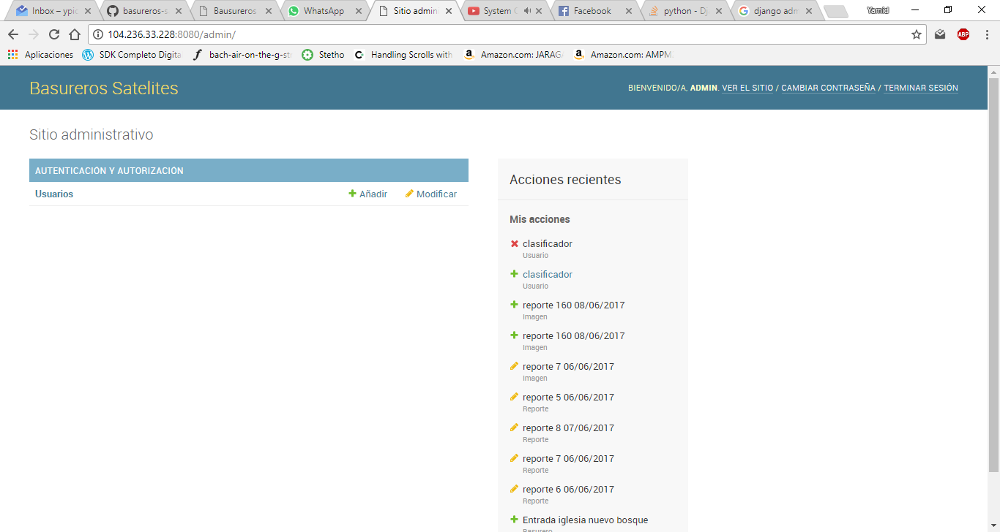 Inbox – ypic
basureros-s
Bausureros
WhatsApp
Sitio admin
System
Facebook
python - Dj
django adm
Yamid
104.236.33.228:8080/admin/
ABP
Aplicaciones
SDK Completo Digita
bach-air-on-the-g-st
Stetho
Handling Scrolls with
Amazon.com: JARAGA
Amazon.com: AMPM
Basureros Satelites
BIENVENIDO/A, ADMIN. VER EL SITIO / CAMBIAR CONTRASEÑA / TERMINAR SESIÓN
Sitio administrativo
AUTENTICACIÓN Y AUTORIZACIÓN
Usuarios
Añadir
Modificar
Acciones recientes
Mis acciones
clasificador
Usuario
clasificador
Usuario
reporte 160 08/06/2017
Imagen
reporte 160 08/06/2017
Imagen
reporte 7 06/06/2017
Imagen
reporte 5 06/06/2017
Reporte
reporte 8 07/06/2017
Reporte
reporte 7 06/06/2017
Reporte
reporte 6 06/06/2017
Reporte
Entrada iglesia nuevo bosque
Basurero